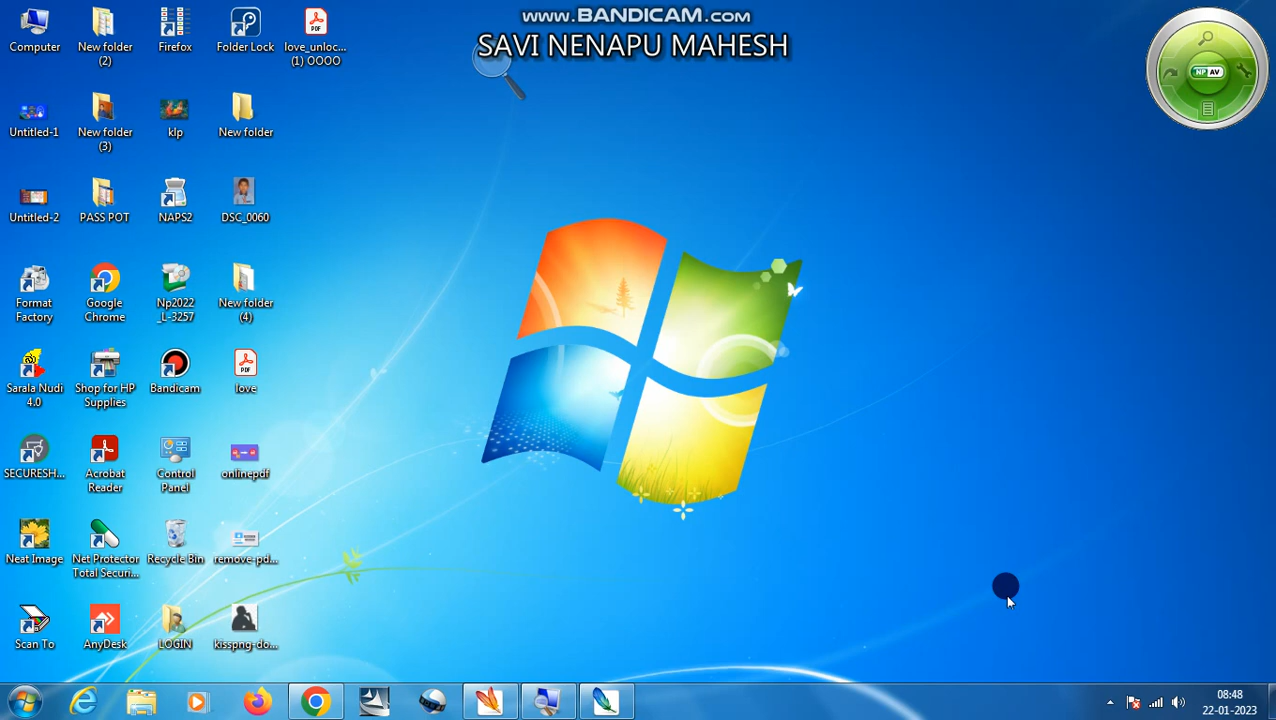 www.BANDICAM.com
SAVI NENAPU MAHESH
NP AV
Computer
New folder
(2)
Firefox
Folder Lock
love_unloc...
(1) OOOO
Untitled-1
New folder
(3)
klp
New folder
Untitled-2
PASS POT
NAPS2
DSC_0060
Format
Factory
Google
Chrome
Np2022
_L-3257
New folder
(4)
Sarala Nudi
4.0
Shop for HP
Supplies
Bandicam
love
SECURESH...
Acrobat
Reader
Control
Panel
onlinepdf
Neat Image
Net Protector
Total Securi...
Recycle Bin
remove-pd...
Scan To
AnyDesk
LOGIN
kisspng-do...
08:48
22-01-2023